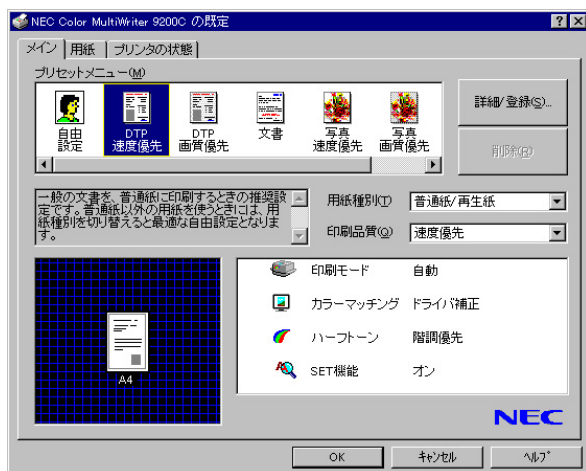 NEC Color MultiWriter 9200C の既定
メイン 用紙 プリンタの状態
プリセットメニュー(M)
自由設定
DTP速度優先
DTP画質優先
文書
写真速度優先
写真画質優先
詳細/登録(S)...
削除(R)
一般の文書を、普通紙に印刷するときの推奨設
定です。普通紙以外の用紙を使うときには、用
紙種別を切り替えると最適な自由設定となりま
す。
用紙種別(T) 普通紙/再生紙
印刷品質(Q) 速度優先
印刷モード 自動
カラーマッチング ドライバ補正
ハーフトーン 階調優先
SET機能 オン
A4
NEC
OK キャンセル ヘルプ